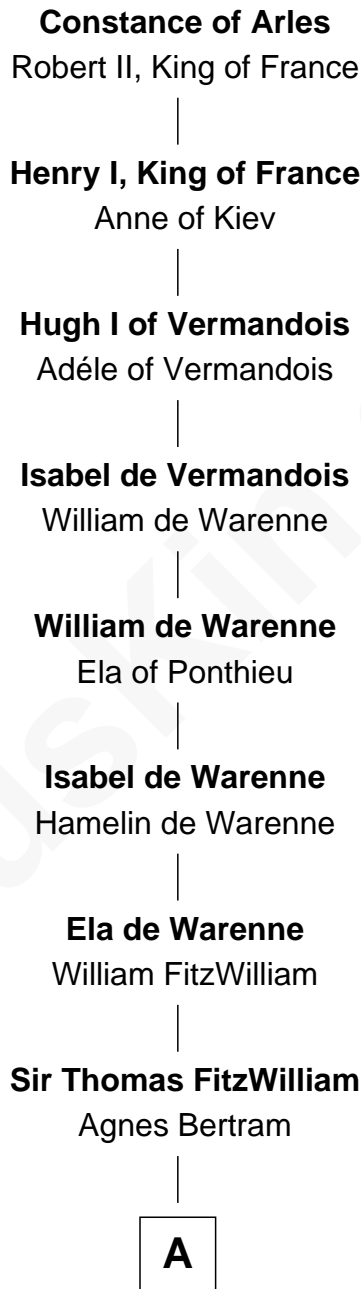 Constance of Arles
Robert II, King of France
Henry I, King of France
Anne of Kiev
Hugh I of Vermandois
Adéle of Vermandois
Isabel de Vermandois
William de Warenne
William de Warenne
Ela of Ponthieu
Isabel de Warenne
Hamelin de Warenne
Ela de Warenne
William FitzWilliam
Sir Thomas FitzWilliam
Agnes Bertram
A